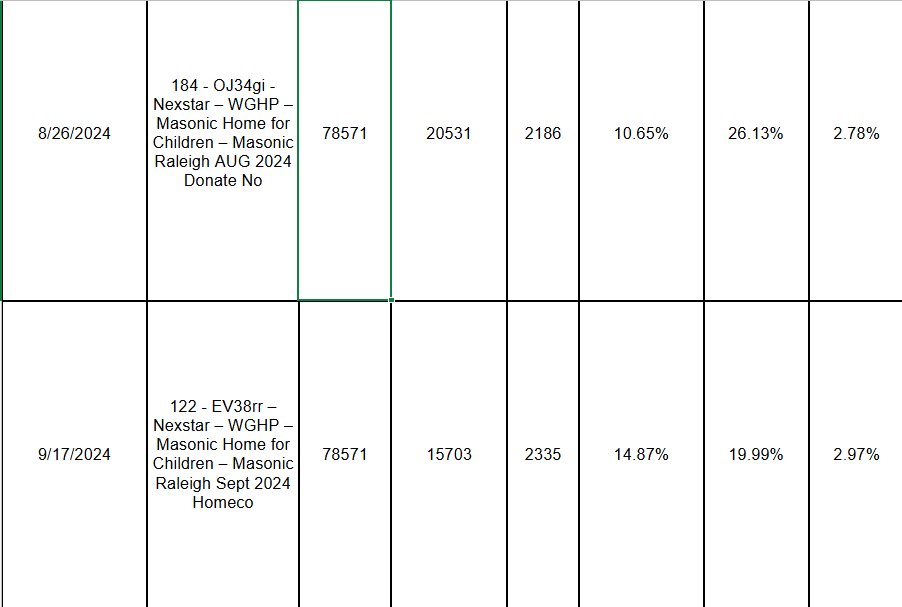 8/26/2024
184 - OJ34gi -
Nexstar – WGHP –
Masonic Home for
Children – Masonic
Raleigh AUG 2024
Donate No
78571
20531
2186
10.65%
26.13%
2.78%
9/17/2024
122 - EV38rr –
Nexstar – WGHP –
Masonic Home for
Children – Masonic
Raleigh Sept 2024
Homeco
78571
15703
2335
14.87%
19.99%
2.97%